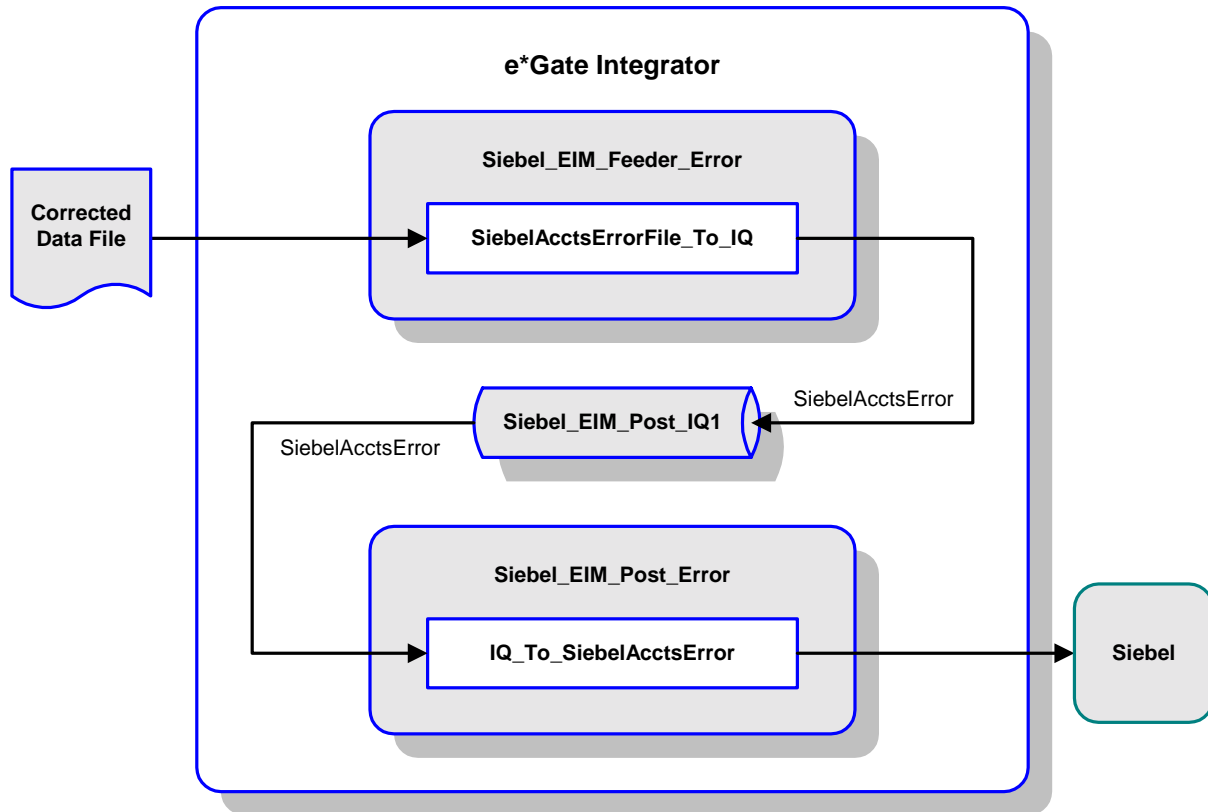 e*Gate Integrator
Siebel_EIM_Feeder_Error
Corrected
Data File
SiebelAcctsErrorFile_To_IQ
SiebelAcctsError
Siebel_EIM_Post_IQ1
SiebelAcctsError
Siebel_EIM_Post_Error
IQ_To_SiebelAcctsError
Siebel